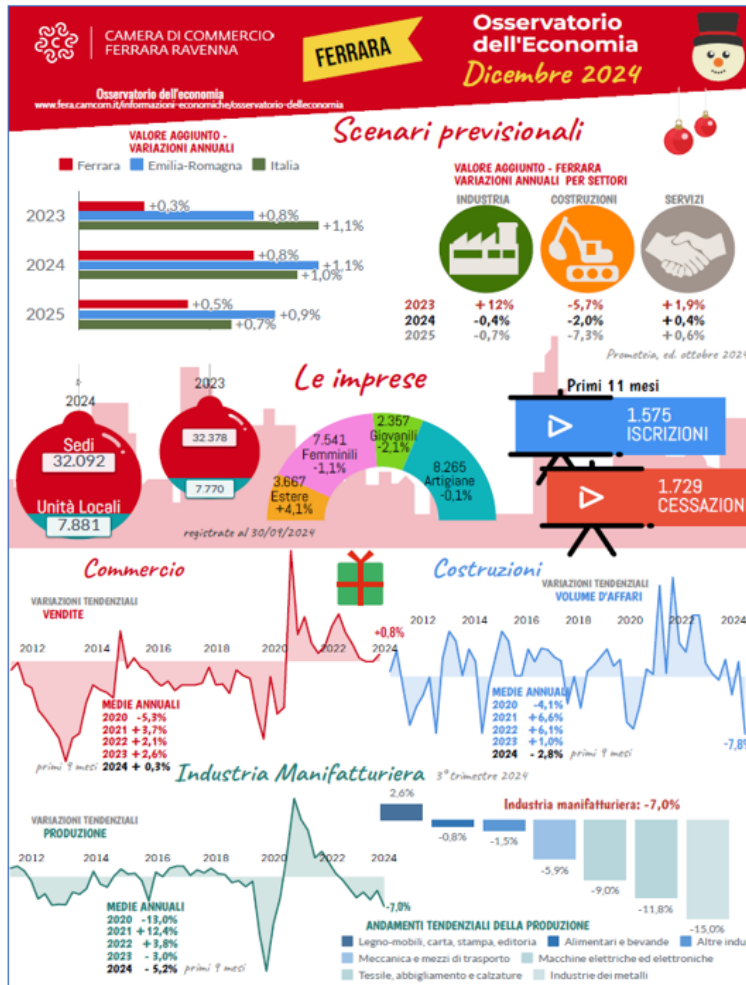 CAMERA DI COMMERCIO
FERRARA RAVENNA
FERRARA
Osservatorio
dell'Economia
Dicembre 2024
Osservatorio dell'economia
www.fera.camcom.it/informazioni-economiche/osservatorio-delleconomia
Scenari previsionali
VALORE AGGIUNTO -
VARIAZIONI ANNUALI
Ferrara Emilia-Romagna Italia
2023
+0,3%
+0,8%
+1,1%
2024
+0,8%
+1,1%
+1,0%
2025
+0,5%
+0,9%
+0,7%
VALORE AGGIUNTO - FERRARA
VARIAZIONI ANNUALI PER SETTORI
INDUSTRIA COSTRUZIONI SERVIZI
2023 +12% -5,7% +1,9%
2024 -0,4% -2,0% +0,4%
2025 -0,7% -7,3% +0,6%
Prometeia, ed. ottobre 2024
Le imprese
2024
Sedi
32.092
Unità Locali
7.881
2023
32.378
7.770
3.667
Estere
+4,1%
7.541
Femminili
-1,1%
2.357
Giovanili
-2,1%
8.265
Artigiane
-0,1%
registrate al 30/09/2024
Primi 11 mesi
1.575
ISCRIZIONI
1.729
CESSAZION
Commercio
VARIAZIONI TENDENZIALI
VENDITE
2012 2014 2016 2018 2020 2022 2024
+0,8%
MEDIE ANNUALI
2020 -5,3%
2021 +3,7%
2022 +2,1%
2023 +2,6%
primi 9 mesi 2024 + 0,3%
Costruzioni
VARIAZIONI TENDENZIALI
VOLUME D'AFFARI
2012 2014 2016 2018 2020 2022 2024
-7,8%
MEDIE ANNUALI
2020 -4,1%
2021 +6,6%
2022 +6,1%
2023 +1,0%
2024 -2,8% primi 9 mesi
Industria Manifatturiera 3° trimestre 2024
VARIAZIONI TENDENZIALI
PRODUZIONE
2012 2014 2016 2018 2020 2022 2024
-7,0%
MEDIE ANNUALI
2020 -13,0%
2021 +12,4%
2022 +3,8%
2023 -3,0%
2024 -5,2% primi 9 mesi
Industria manifatturiera: -7,0%
2,6%
-0,8%
-1,5%
-5,9%
-9,0%
-11,8%
-15,0%
ANDAMENTI TENDENZIALI DELLA PRODUZIONE
Legno-mobili, carta, stampa, editoria Alimentari e bevande Altre indu
Meccanica e mezzi di trasporto Macchine elettriche ed elettroniche
Tessile, abbigliamento e calzature Industrie dei metalli